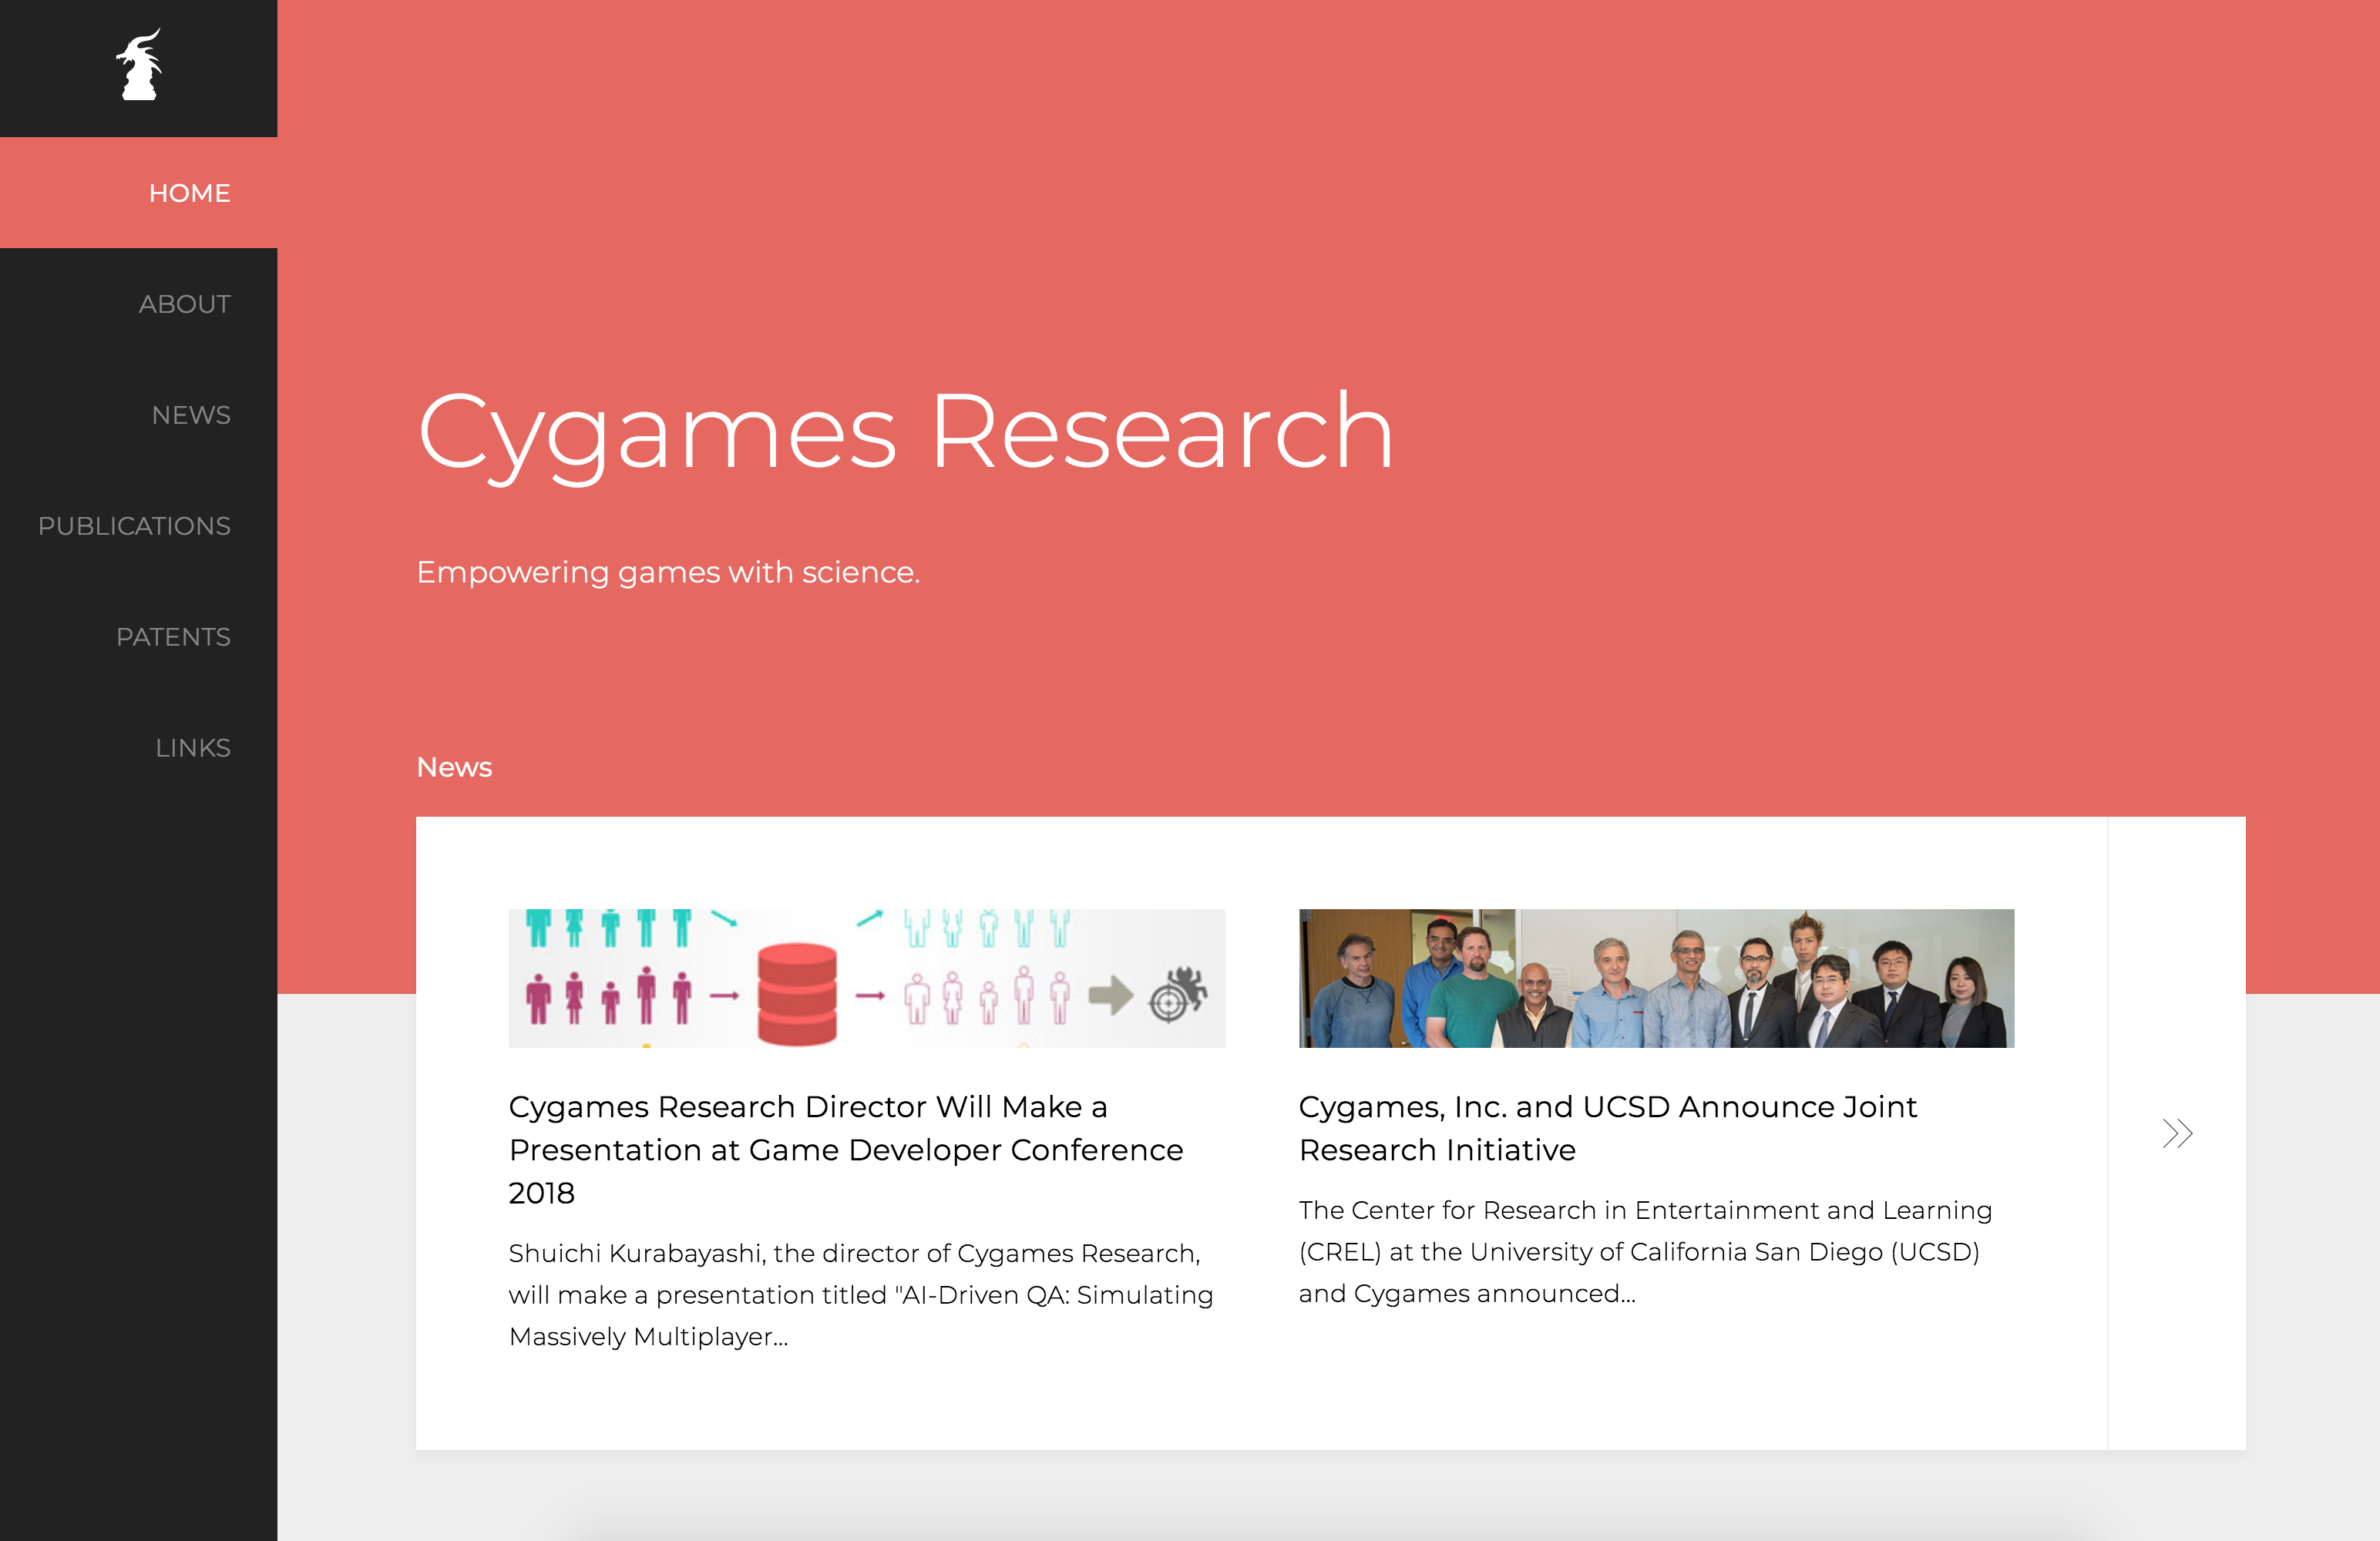 HOME
ABOUT
NEWS
PUBLICATIONS
PATENTS
LINKS
Cygames Research
Empowering games with science.
News
Cygames Research Director Will Make a
Presentation at Game Developer Conference
2018
Shuichi Kurabayashi, the director of Cygames Research,
will make a presentation titled "AI-Driven QA: Simulating
Massively Multiplayer...
Cygames, Inc. and UCSD Announce Joint
Research Initiative
The Center for Research in Entertainment and Learning
(CREL) at the University of California San Diego (UCSD)
and Cygames announced...